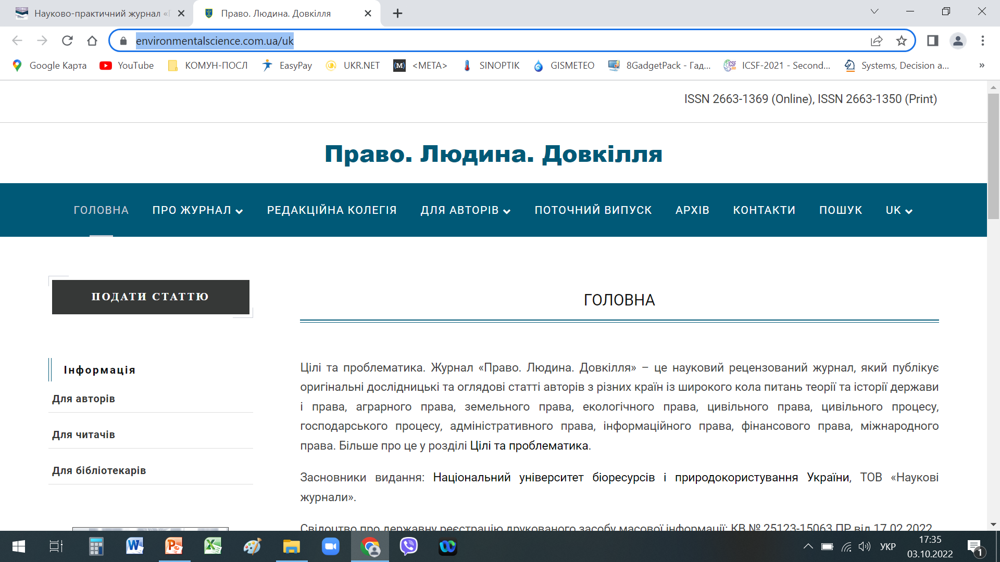 Науково-практичний журнал «
Право. Людина. Довкілля
environmentalscience.com.ua/uk
Google Карта
YouTube
КОМУН-ПОСЛ
EasyPay
UKR.NET
<META>
SINOPTIK
GISMETEO
8GadgetPack - Гад...
ICSF-2021 - Second...
Systems, Decision a...
»
ISSN 2663-1369 (Online), ISSN 2663-1350 (Print)
Право. Людина. Довкілля
ГОЛОВНА
ПРО ЖУРНАЛ
РЕДАКЦІЙНА КОЛЕГІЯ
ДЛЯ АВТОРІВ
ПОТОЧНИЙ ВИПУСК
АРХІВ
КОНТАКТИ
ПОШУК
UK
ПОДАТИ СТАТТЮ
Інформація
Для авторів
Для читачів
Для бібліотекарів
ГОЛОВНА
Цілі та проблематика. Журнал «Право. Людина. Довкілля» – це науковий рецензований журнал, який публікує
оригінальні дослідницькі та оглядові статті авторів з різних країн із широкого кола питань теорії та історії держави
і права, аграрного права, земельного права, екологічного права, цивільного права, цивільного процесу,
господарського процесу, адміністративного права, інформаційного права, фінансового права, міжнародного
права. Більше про це у розділі Цілі та проблематика.
Засновники видання: Національний університет біоресурсів і природокористування України, ТОВ «Наукові
журнали».
Свідоцтво про державну реєстрацію друкованого засобу масової інформації: КВ № 25123-15063 ПР від 17.02.2022
УКР
17:35
03.10.2022
1